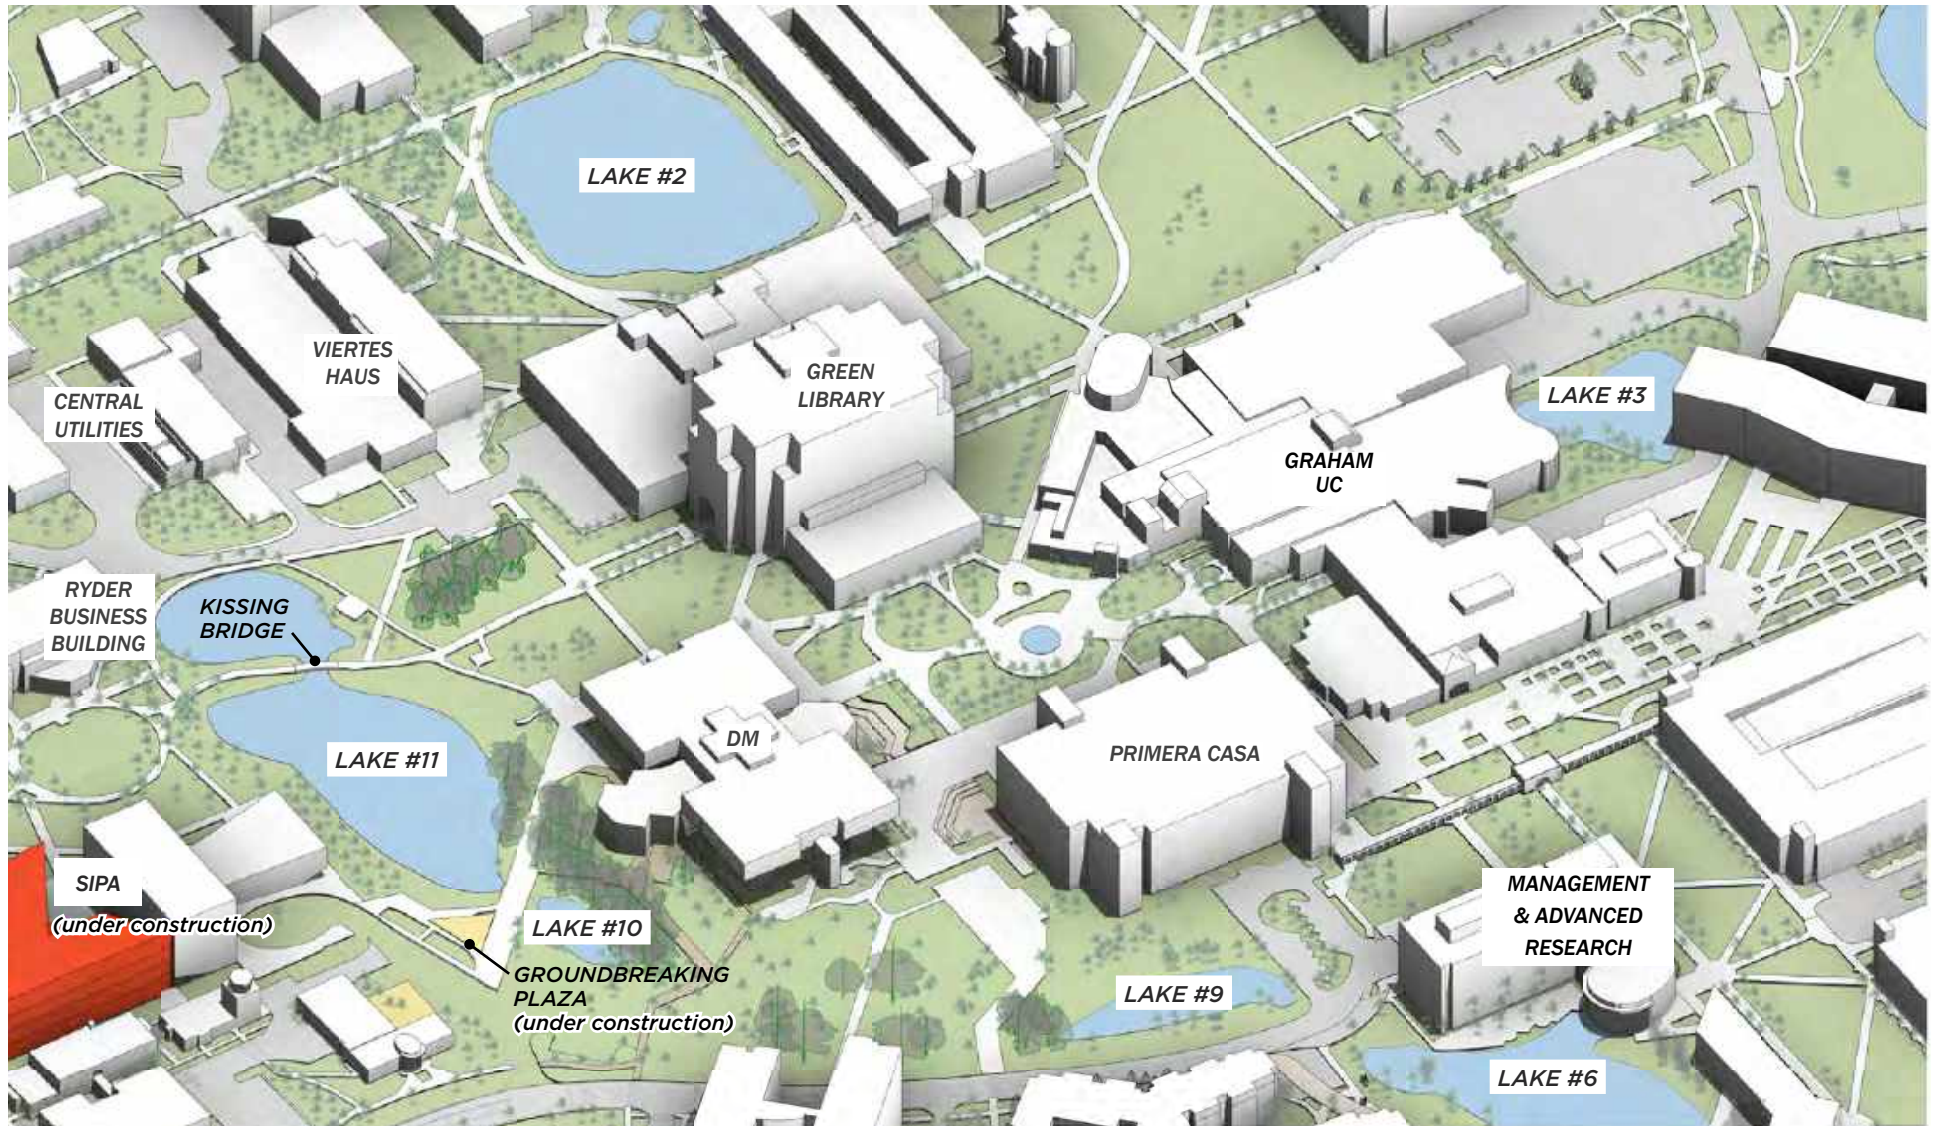 LAKE #2
VIERTES
HAUS
GREEN
LIBRARY
CENTRAL
UTILITIES
LAKE #3
GRAHAM
UC
RYDER
BUSINESS
BUILDING
KISSING
BRIDGE
LAKE #11
DM
PRIMERA CASA
SIPA
(under construction)
LAKE #10
GROUNDBREAKING
PLAZA
(under construction)
LAKE #9
MANAGEMENT
& ADVANCED
RESEARCH
LAKE #6